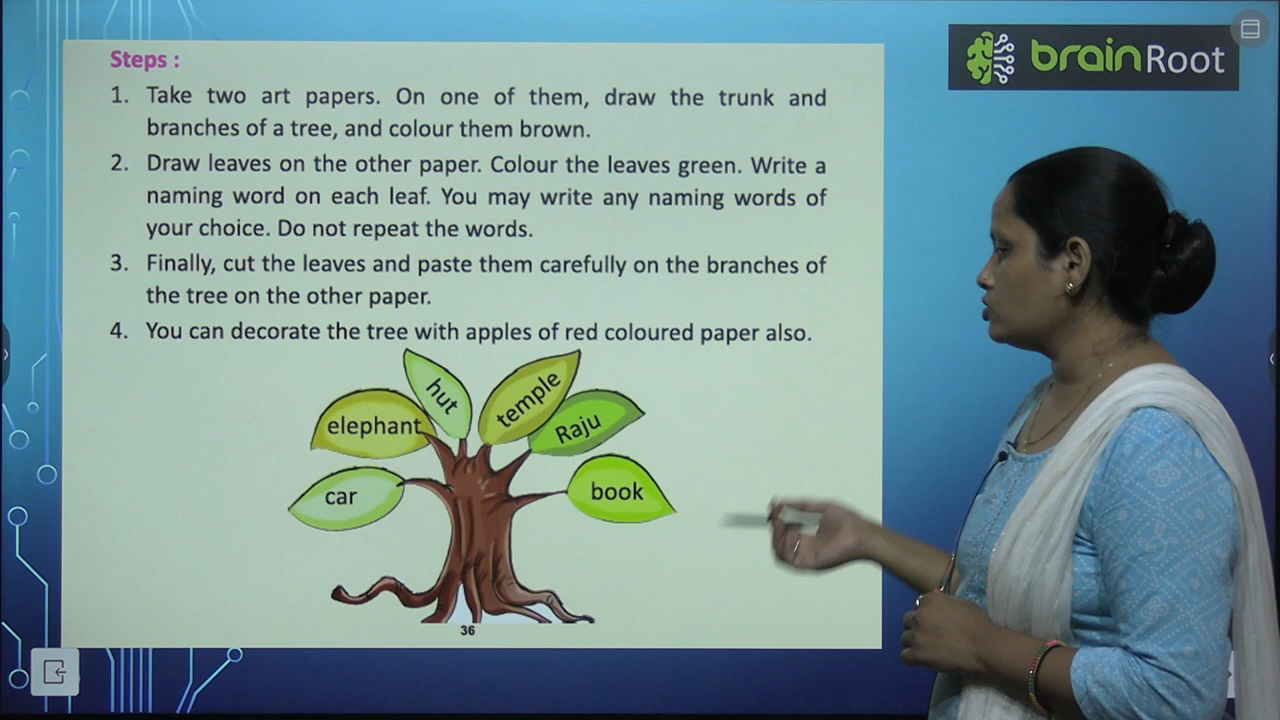 brainRoot
Steps :
1. Take two art papers. On one of them, draw the trunk and
branches of a tree, and colour them brown.
2. Draw leaves on the other paper. Colour the leaves green. Write a
naming word on each leaf. You may write any naming words of
your choice. Do not repeat the words.
3. Finally, cut the leaves and paste them carefully on the branches of
the tree on the other paper.
4. You can decorate the tree with apples of red coloured paper also.
hut
temple
elephant
Raju
car
book
36